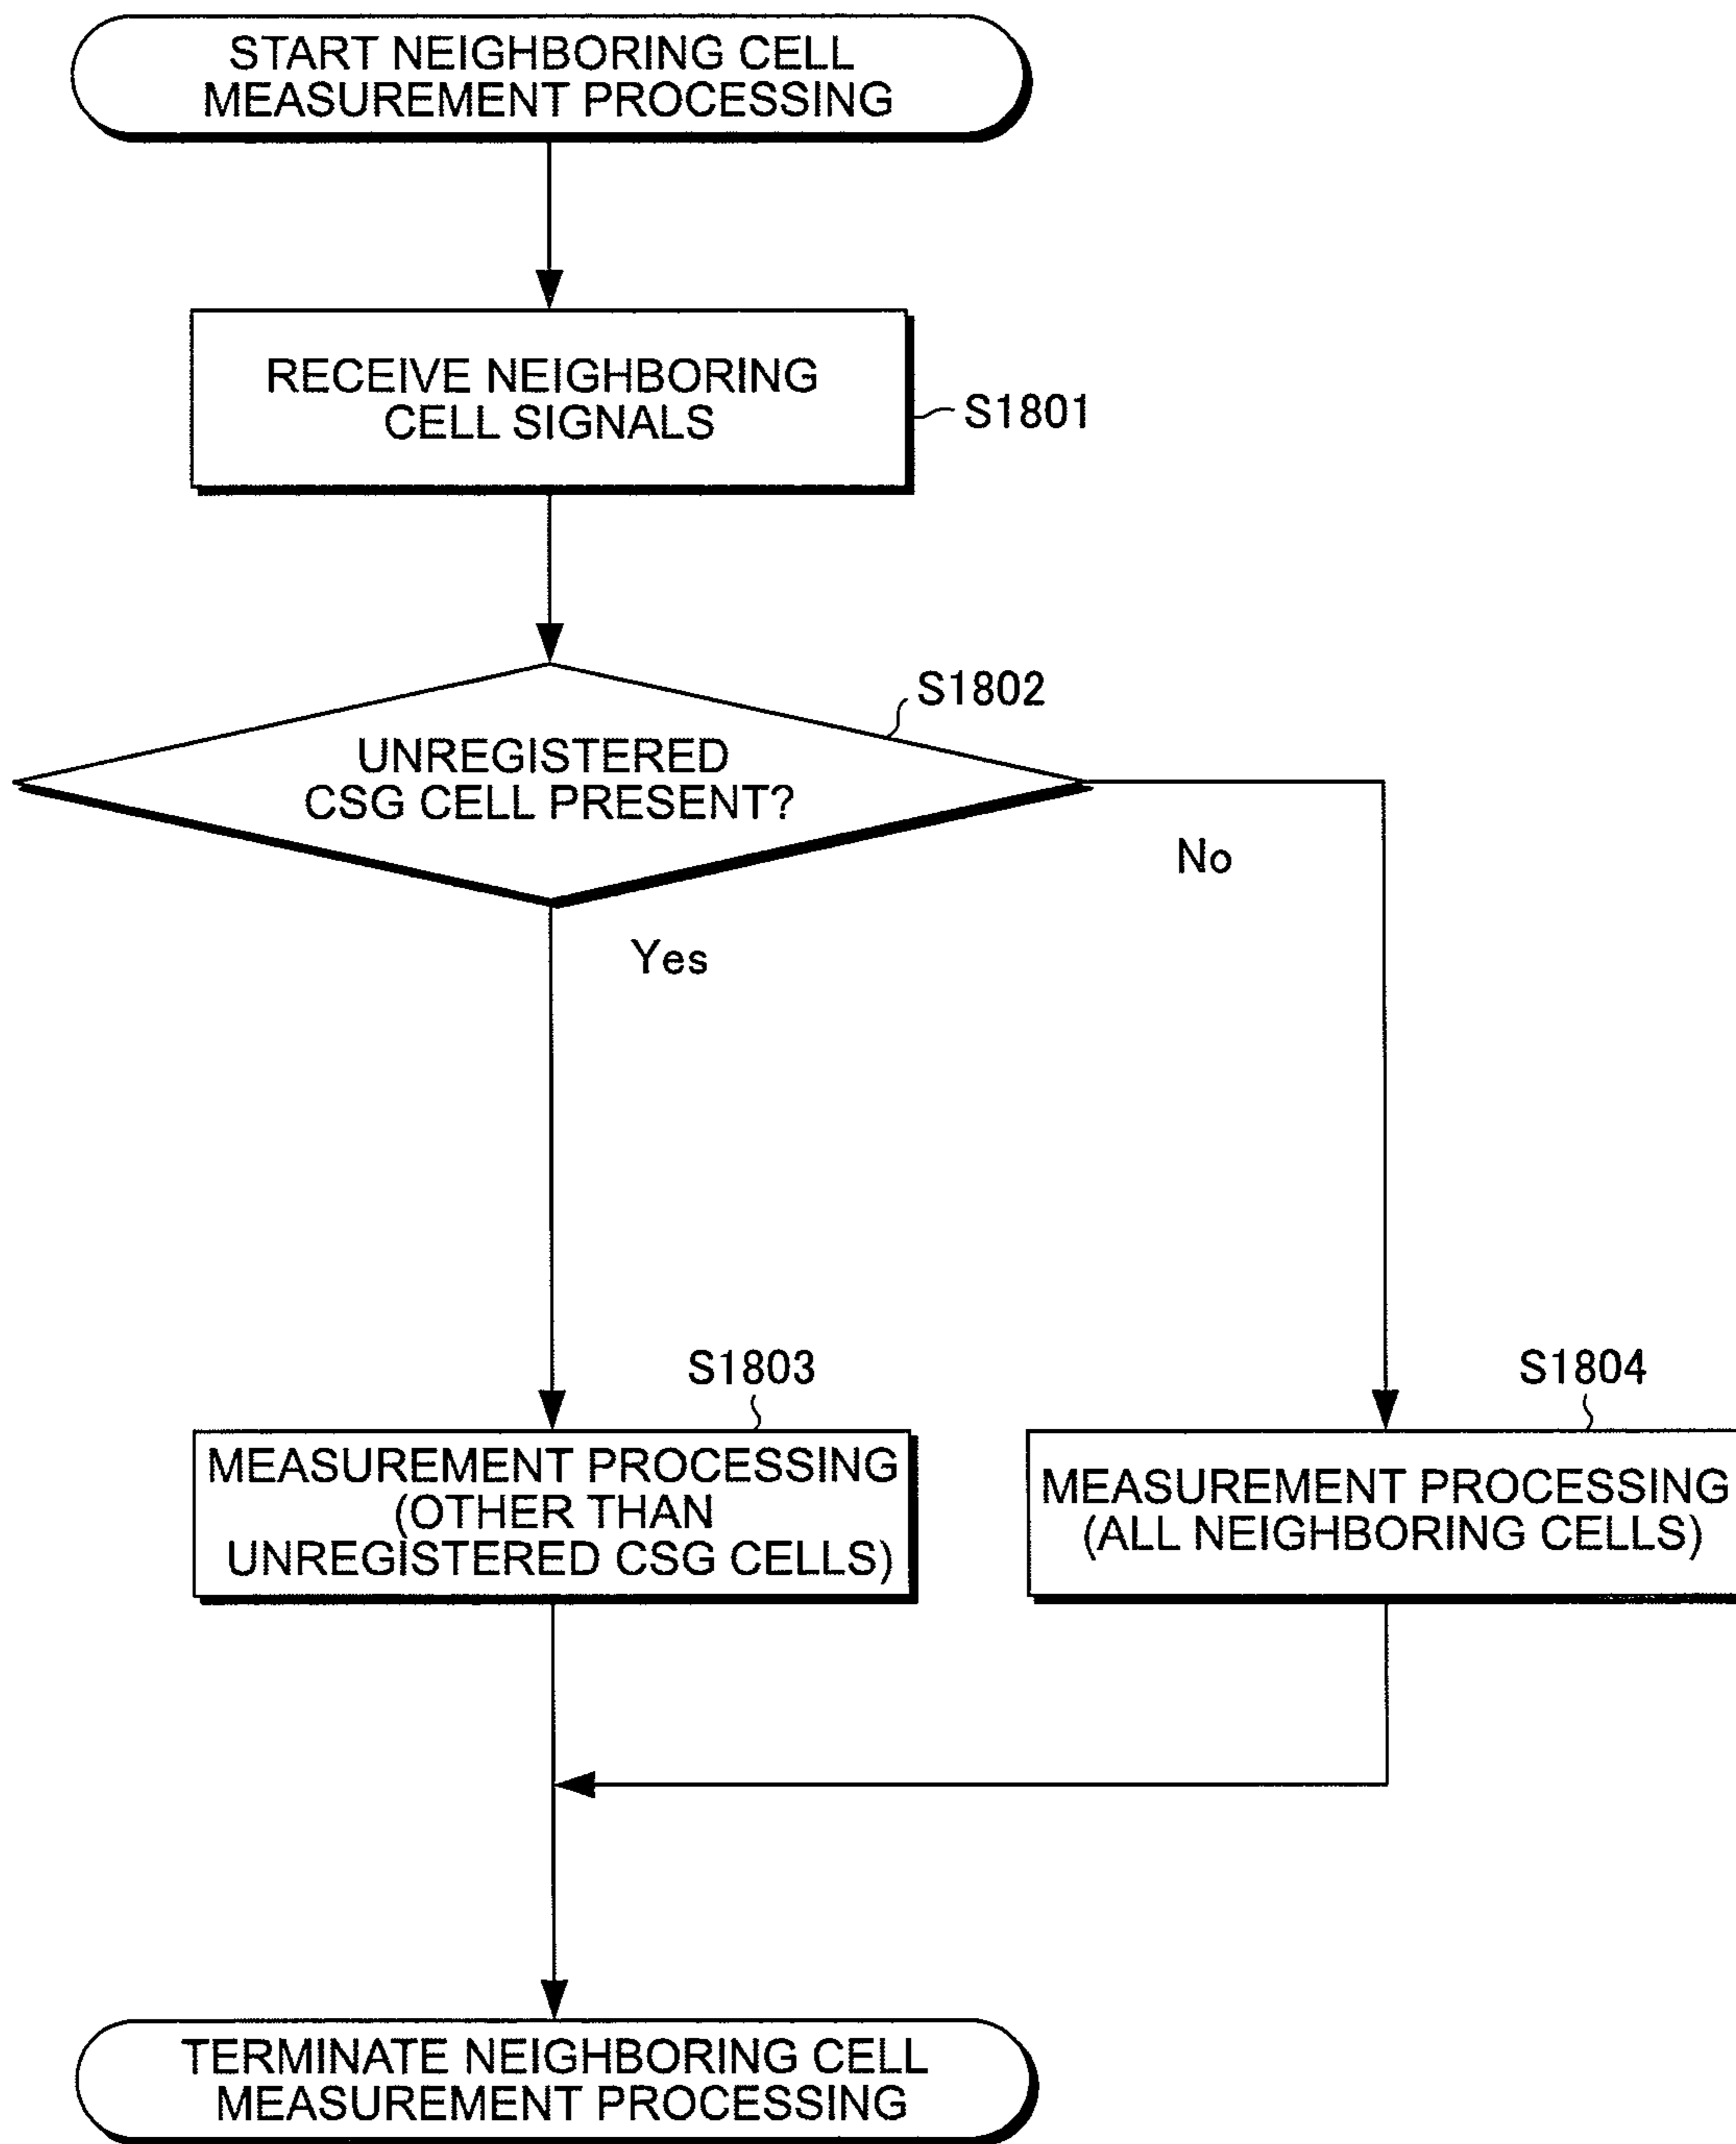 START NEIGHBORING CELL
MEASUREMENT PROCESSING
RECEIVE NEIGHBORING
CELL SIGNALS
S1801
S1802
UNREGISTERED
CSG CELL PRESENT?
No
Yes
S1803
S1804
MEASUREMENT PROCESSING
(OTHER THAN
UNREGISTERED CSG CELLS)
MEASUREMENT PROCESSING
(ALL NEIGHBORING CELLS)
TERMINATE NEIGHBORING CELL
MEASUREMENT PROCESSING